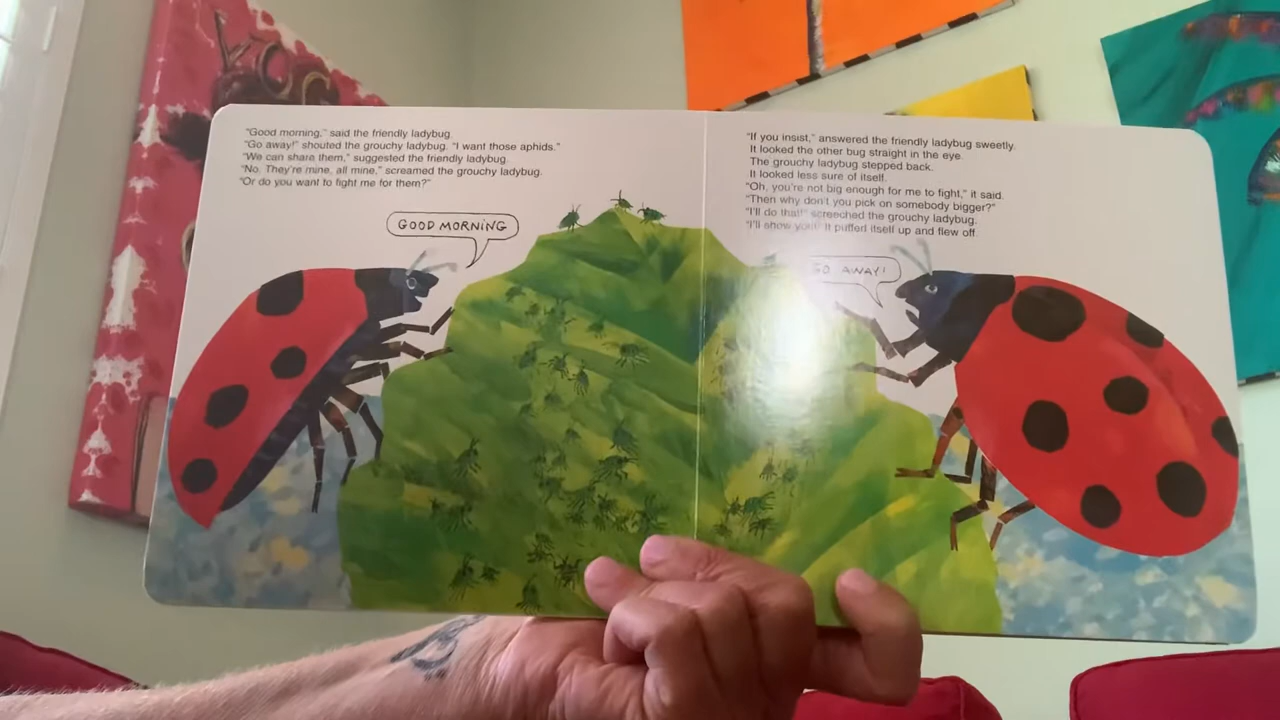 "Good morning," said the friendly ladybug.
"Go away!" shouted the grouchy ladybug. "I want those aphids."
"We can share them," suggested the friendly ladybug.
"No. They're mine, all mine," screamed the grouchy ladybug.
"Or do you want to fight me for them?"
GOOD MORNING
"If you insist," answered the friendly ladybug sweetly.
It looked the other bug straight in the eye.
The grouchy ladybug stepped back.
It looked less sure of itself.
"Oh, you're not big enough for me to fight," it said.
"Then why don't you pick on somebody bigger?"
"I'll do that!" screeched the grouchy ladybug.
"I'll show you!" It puffed itself up and flew off.
GO AWAY!